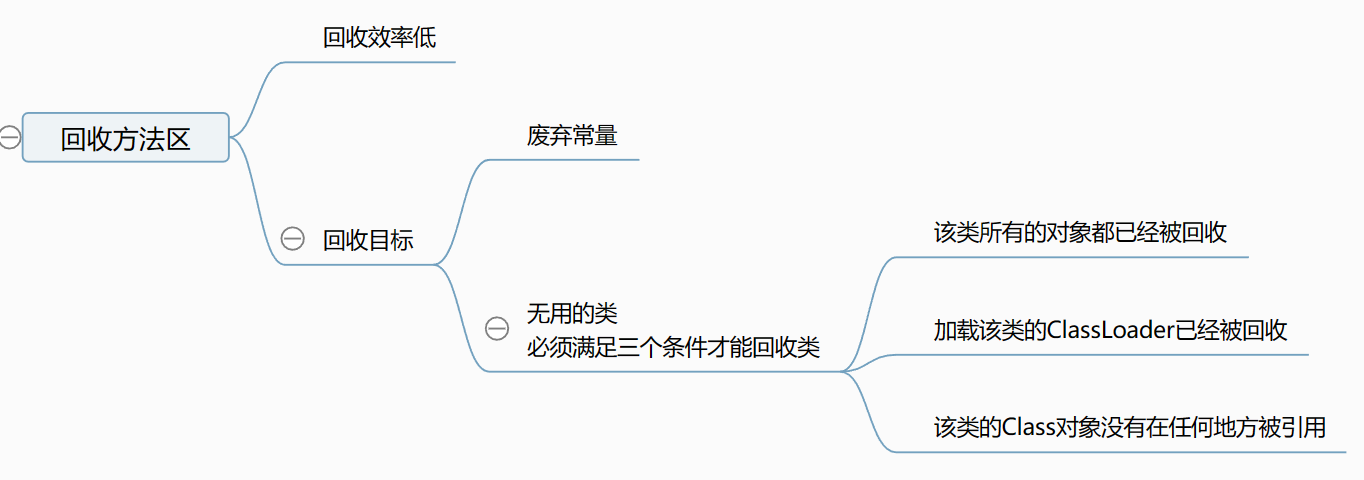 回收方法区
回收效率低
回收目标
废弃常量
无用的类
必须满足三个条件才能回收类
该类所有的对象都已经被回收
加载该类的ClassLoader已经被回收
该类的Class对象没有在任何地方被引用